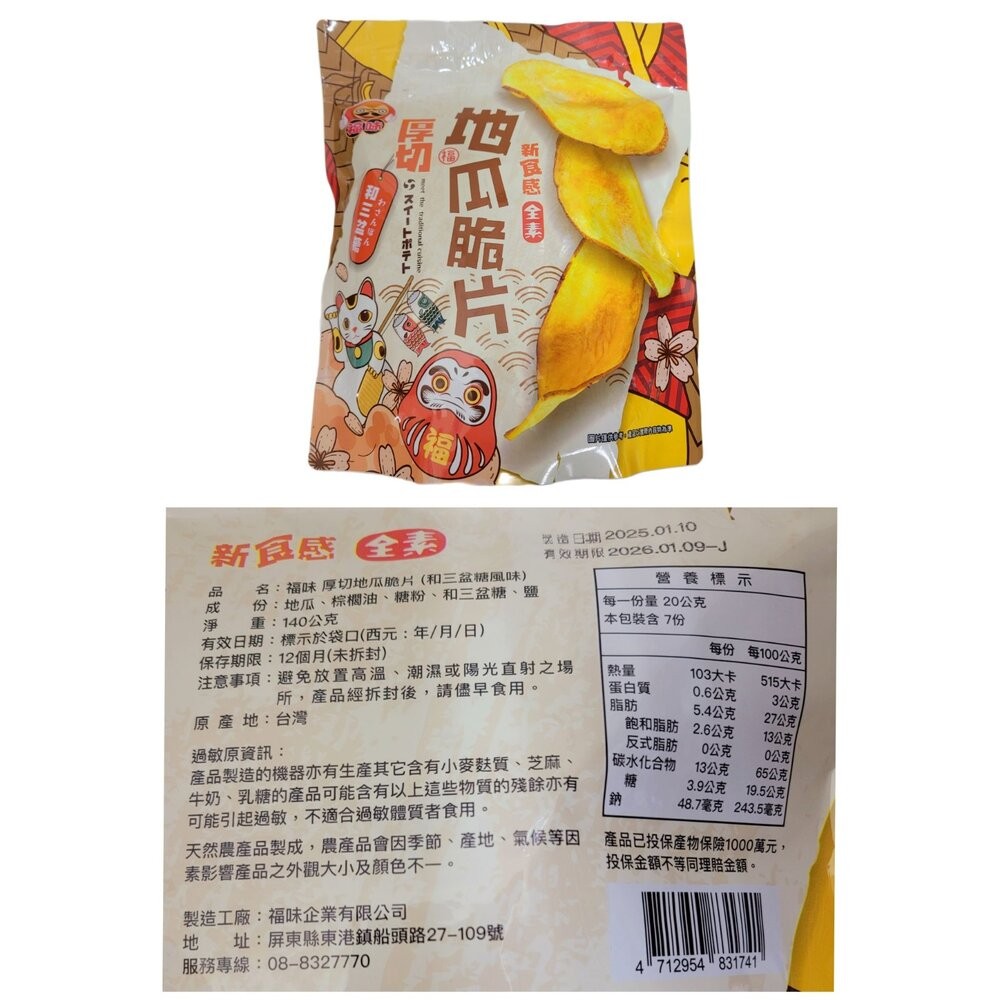 福味
厚切
地瓜脆片
福
新食感
全素
和三盆糖
わさんぼん
スイートポテト
meet the traditional cuisine
福
新食感 全素
製造日期 2025.01.10
有效期限 2026.01.09-J
品 名：福味 厚切地瓜脆片 (和三盆糖風味)
成 份：地瓜、棕櫚油、糖粉、和三盆糖、鹽
淨 重：140公克
有效日期：標示於袋口(西元：年/月/日)
保存期限：12個月(未拆封)
注意事項：避免放置高溫、潮濕或陽光直射之場
所，產品經拆封後，請儘早食用。
原 產 地：台灣
過敏原資訊：
產品製造的機器亦有生產其它含有小麥麩質、芝麻、
牛奶、乳糖的產品可能含有以上這些物質的殘餘亦有
可能引起過敏，不適合過敏體質者食用。
天然農產品製成，農產品會因季節、產地、氣候等因
素影響產品之外觀大小及顏色不一。
製造工廠：福味企業有限公司
地 址：屏東縣東港鎮船頭路27-109號
服務專線：08-8327770
營養標示
每一份量 20公克
本包裝含 7份
每份 每100公克
熱量 103大卡 515大卡
蛋白質 0.6公克 3公克
脂肪 5.4公克 27公克
飽和脂肪 2.6公克 13公克
反式脂肪 0公克 0公克
碳水化合物 13公克 65公克
糖 3.9公克 19.5公克
鈉 48.7毫克 243.5毫克
產品已投保產物保險1000萬元，
投保金額不等同理賠金額。
4 712954 831741